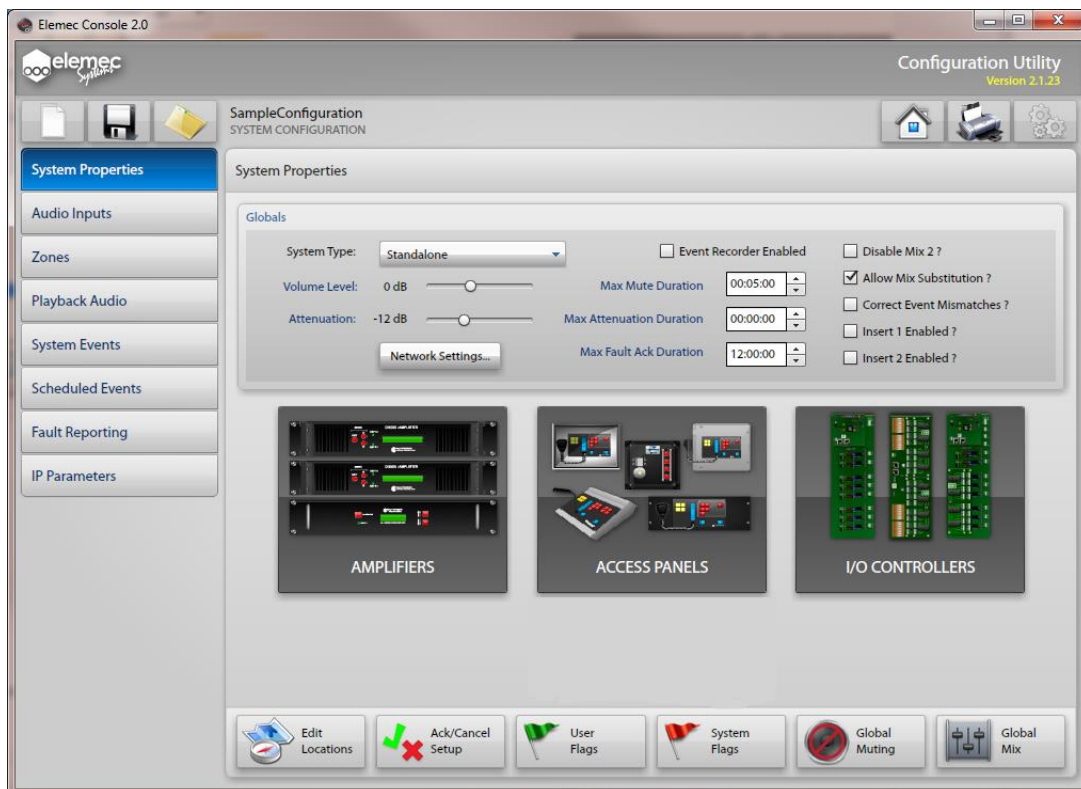 Elemec Console 2.0
elemec
Systems
Configuration Utility
Version 2.1.23
SampleConfiguration
SYSTEM CONFIGURATION
System Properties
Audio Inputs
Zones
Playback Audio
System Events
Scheduled Events
Fault Reporting
IP Parameters
System Properties
Globals
System Type: Standalone
Volume Level: 0 dB
Attenuation: -12 dB
Network Settings...
Event Recorder Enabled
Max Mute Duration 00:05:00
Max Attenuation Duration 00:00:00
Max Fault Ack Duration 12:00:00
Disable Mix 2 ?
Allow Mix Substitution ?
Correct Event Mismatches ?
Insert 1 Enabled ?
Insert 2 Enabled ?
AMPLIFIERS
ACCESS PANELS
I/O CONTROLLERS
Edit
Locations
Ack/Cancel
Setup
User
Flags
System
Flags
Global
Muting
Global
Mix